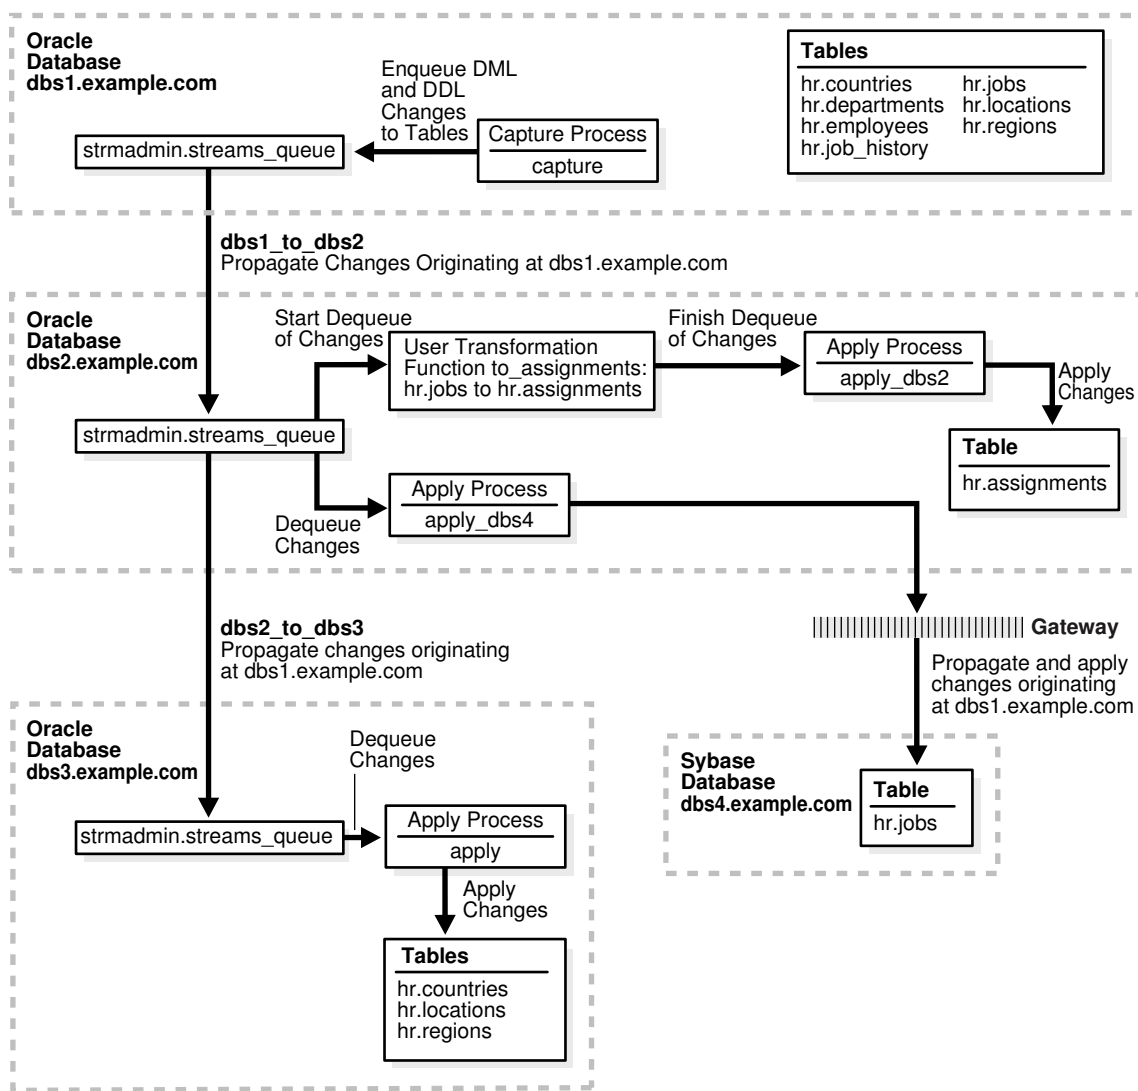 Oracle
Database
dbs1.example.com
Enqueue DML
and DDL
Changes
to Tables
strmadmin.streams_queue
Capture Process
capture
Tables
hr.countries hr.jobs
hr.departments hr.locations
hr.employees hr.regions
hr.job_history
dbs1_to_dbs2
Propagate Changes Originating at dbs1.example.com
Oracle
Database
dbs2.example.com
Start Dequeue
of Changes
User Transformation
Function to_assignments:
hr.jobs to hr.assignments
Finish Dequeue
of Changes
Apply Process
apply_dbs2
Apply
Changes
strmadmin.streams_queue
Table
hr.assignments
Dequeue
Changes
Apply Process
apply_dbs4
dbs2_to_dbs3
Propagate changes originating
at dbs1.example.com
Gateway
Propagate and apply
changes originating
at dbs1.example.com
Oracle
Database
dbs3.example.com
Dequeue
Changes
strmadmin.streams_queue
Apply Process
apply
Apply
Changes
Tables
hr.countries
hr.locations
hr.regions
Sybase
Database
dbs4.example.com
Table
hr.jobs